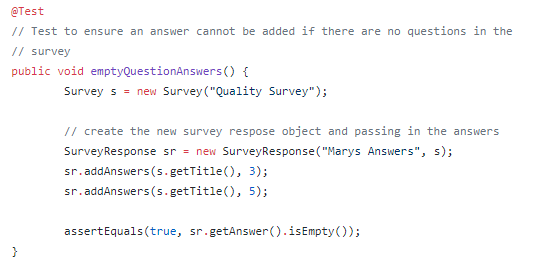 @Test
// Test to ensure an answer cannot be added if there are no questions in the
// survey
public void emptyQuestionAnswers() {
Survey s = new Survey("Quality Survey");
// create the new survey respose object and passing in the answers
SurveyResponse sr = new SurveyResponse("Marys Answers", s);
sr.addAnswers(s.getTitle(), 3);
sr.addAnswers(s.getTitle(), 5);
assertEquals(true, sr.getAnswer().isEmpty());
}